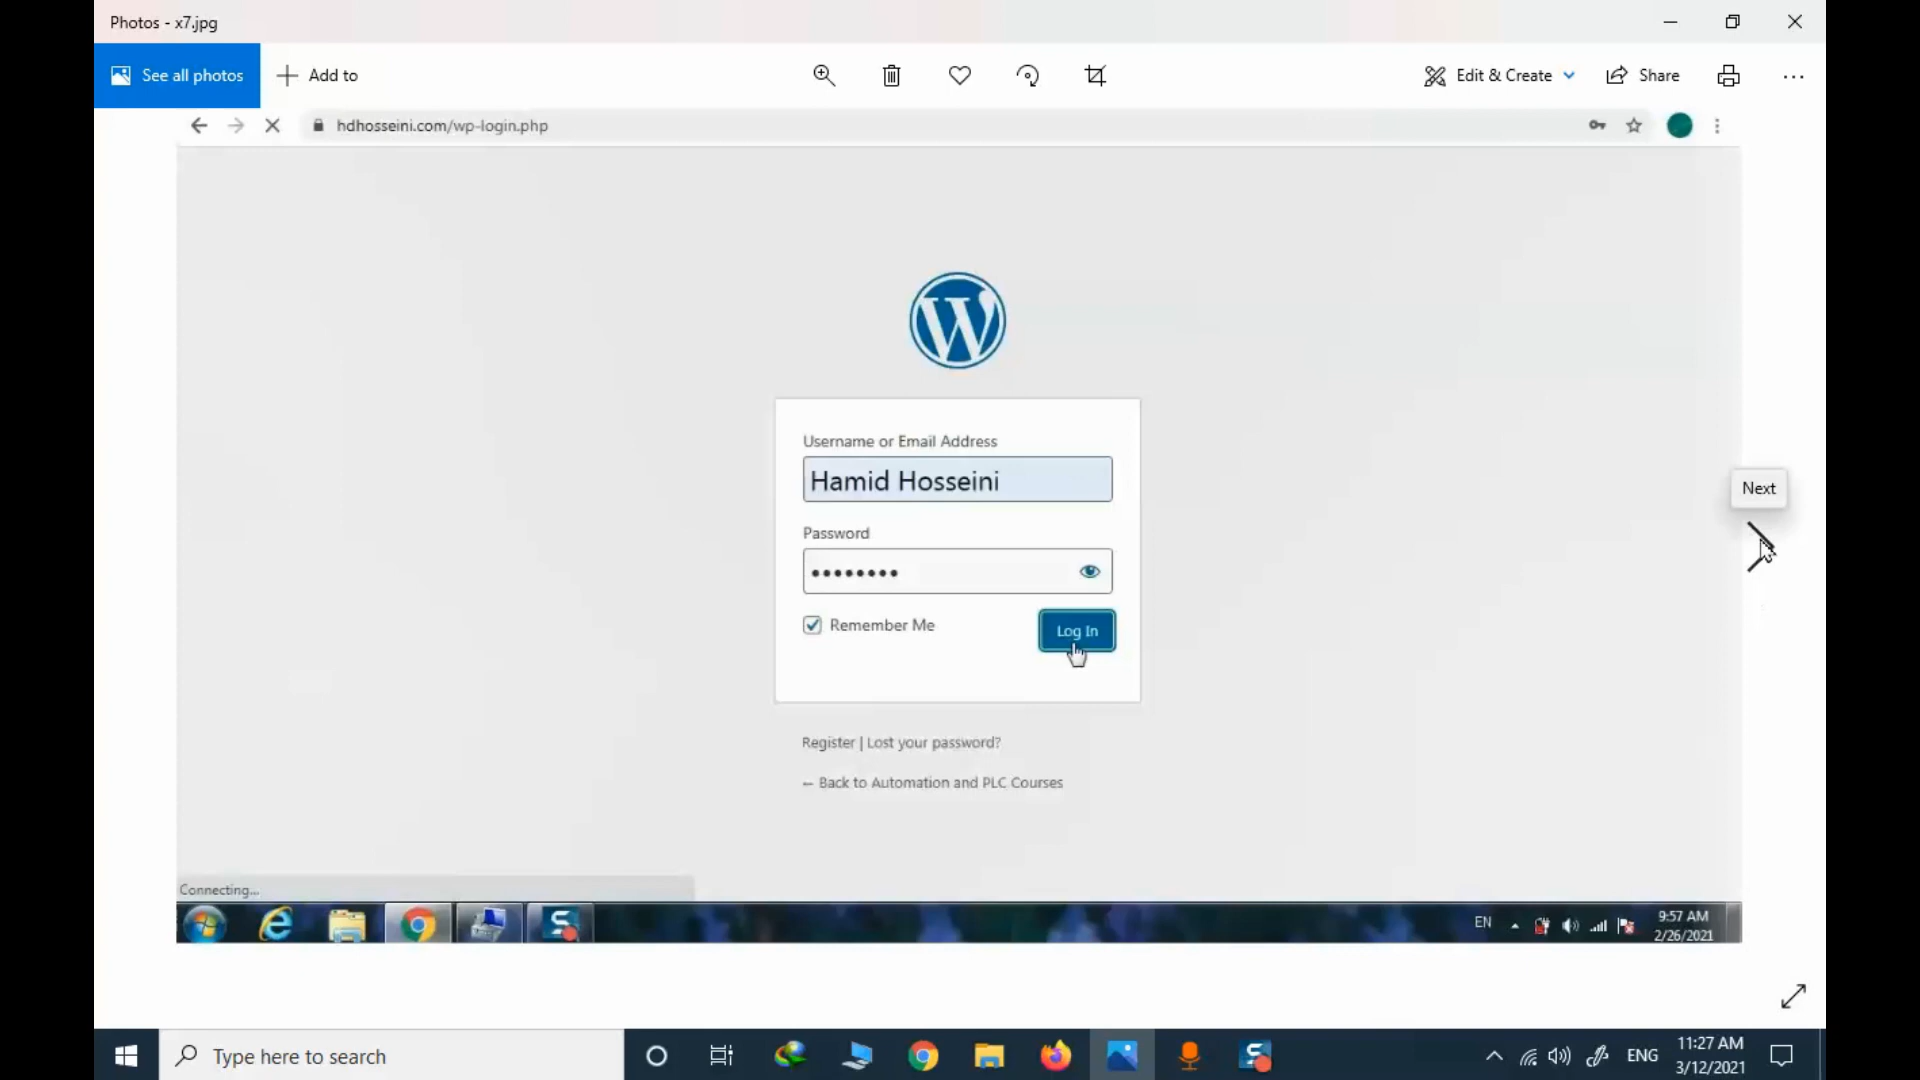 Photos - x7.jpg
See all photos
Add to
Edit & Create
Share
hdhosseini.com/wp-login.php
Username or Email Address
Hamid Hosseini
Next
Password
Remember Me
Log In
Register | Lost your password?
← Back to Automation and PLC Courses
Connecting...
EN
9:57 AM
2/26/2021
Type here to search
ENG
11:27 AM
3/12/2021